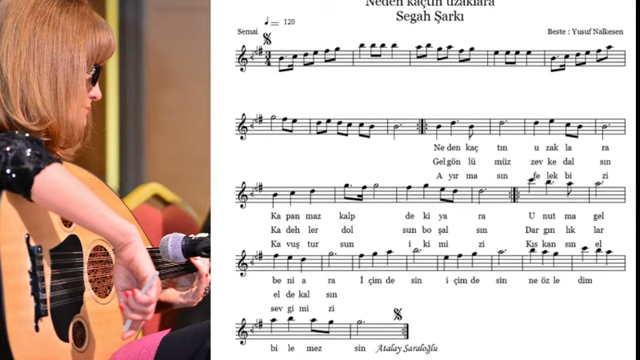 Neden kaçtın uzaklara
Segah Şarkı
♩= 120
Semai
Beste : Yusuf Nalkesen
3
4
Ne den kaç tın u zak la ra
Gel gön lü müz zev ke dal sın
A yır ma sın fe lek bi zi
Ka pan maz kalp de ki ya ra U nut ma gel
Ka deh ler dol sun bo şal sın Dar gın lık lar
Ka vuş tur sun i ki mi zi Kıs kan sın el
be ni a ra İ çim de sin i çim de sin ne öz le dim
el de kal sın
sev gi mi zi
bi le mez sin Atalay Şaraloğlu